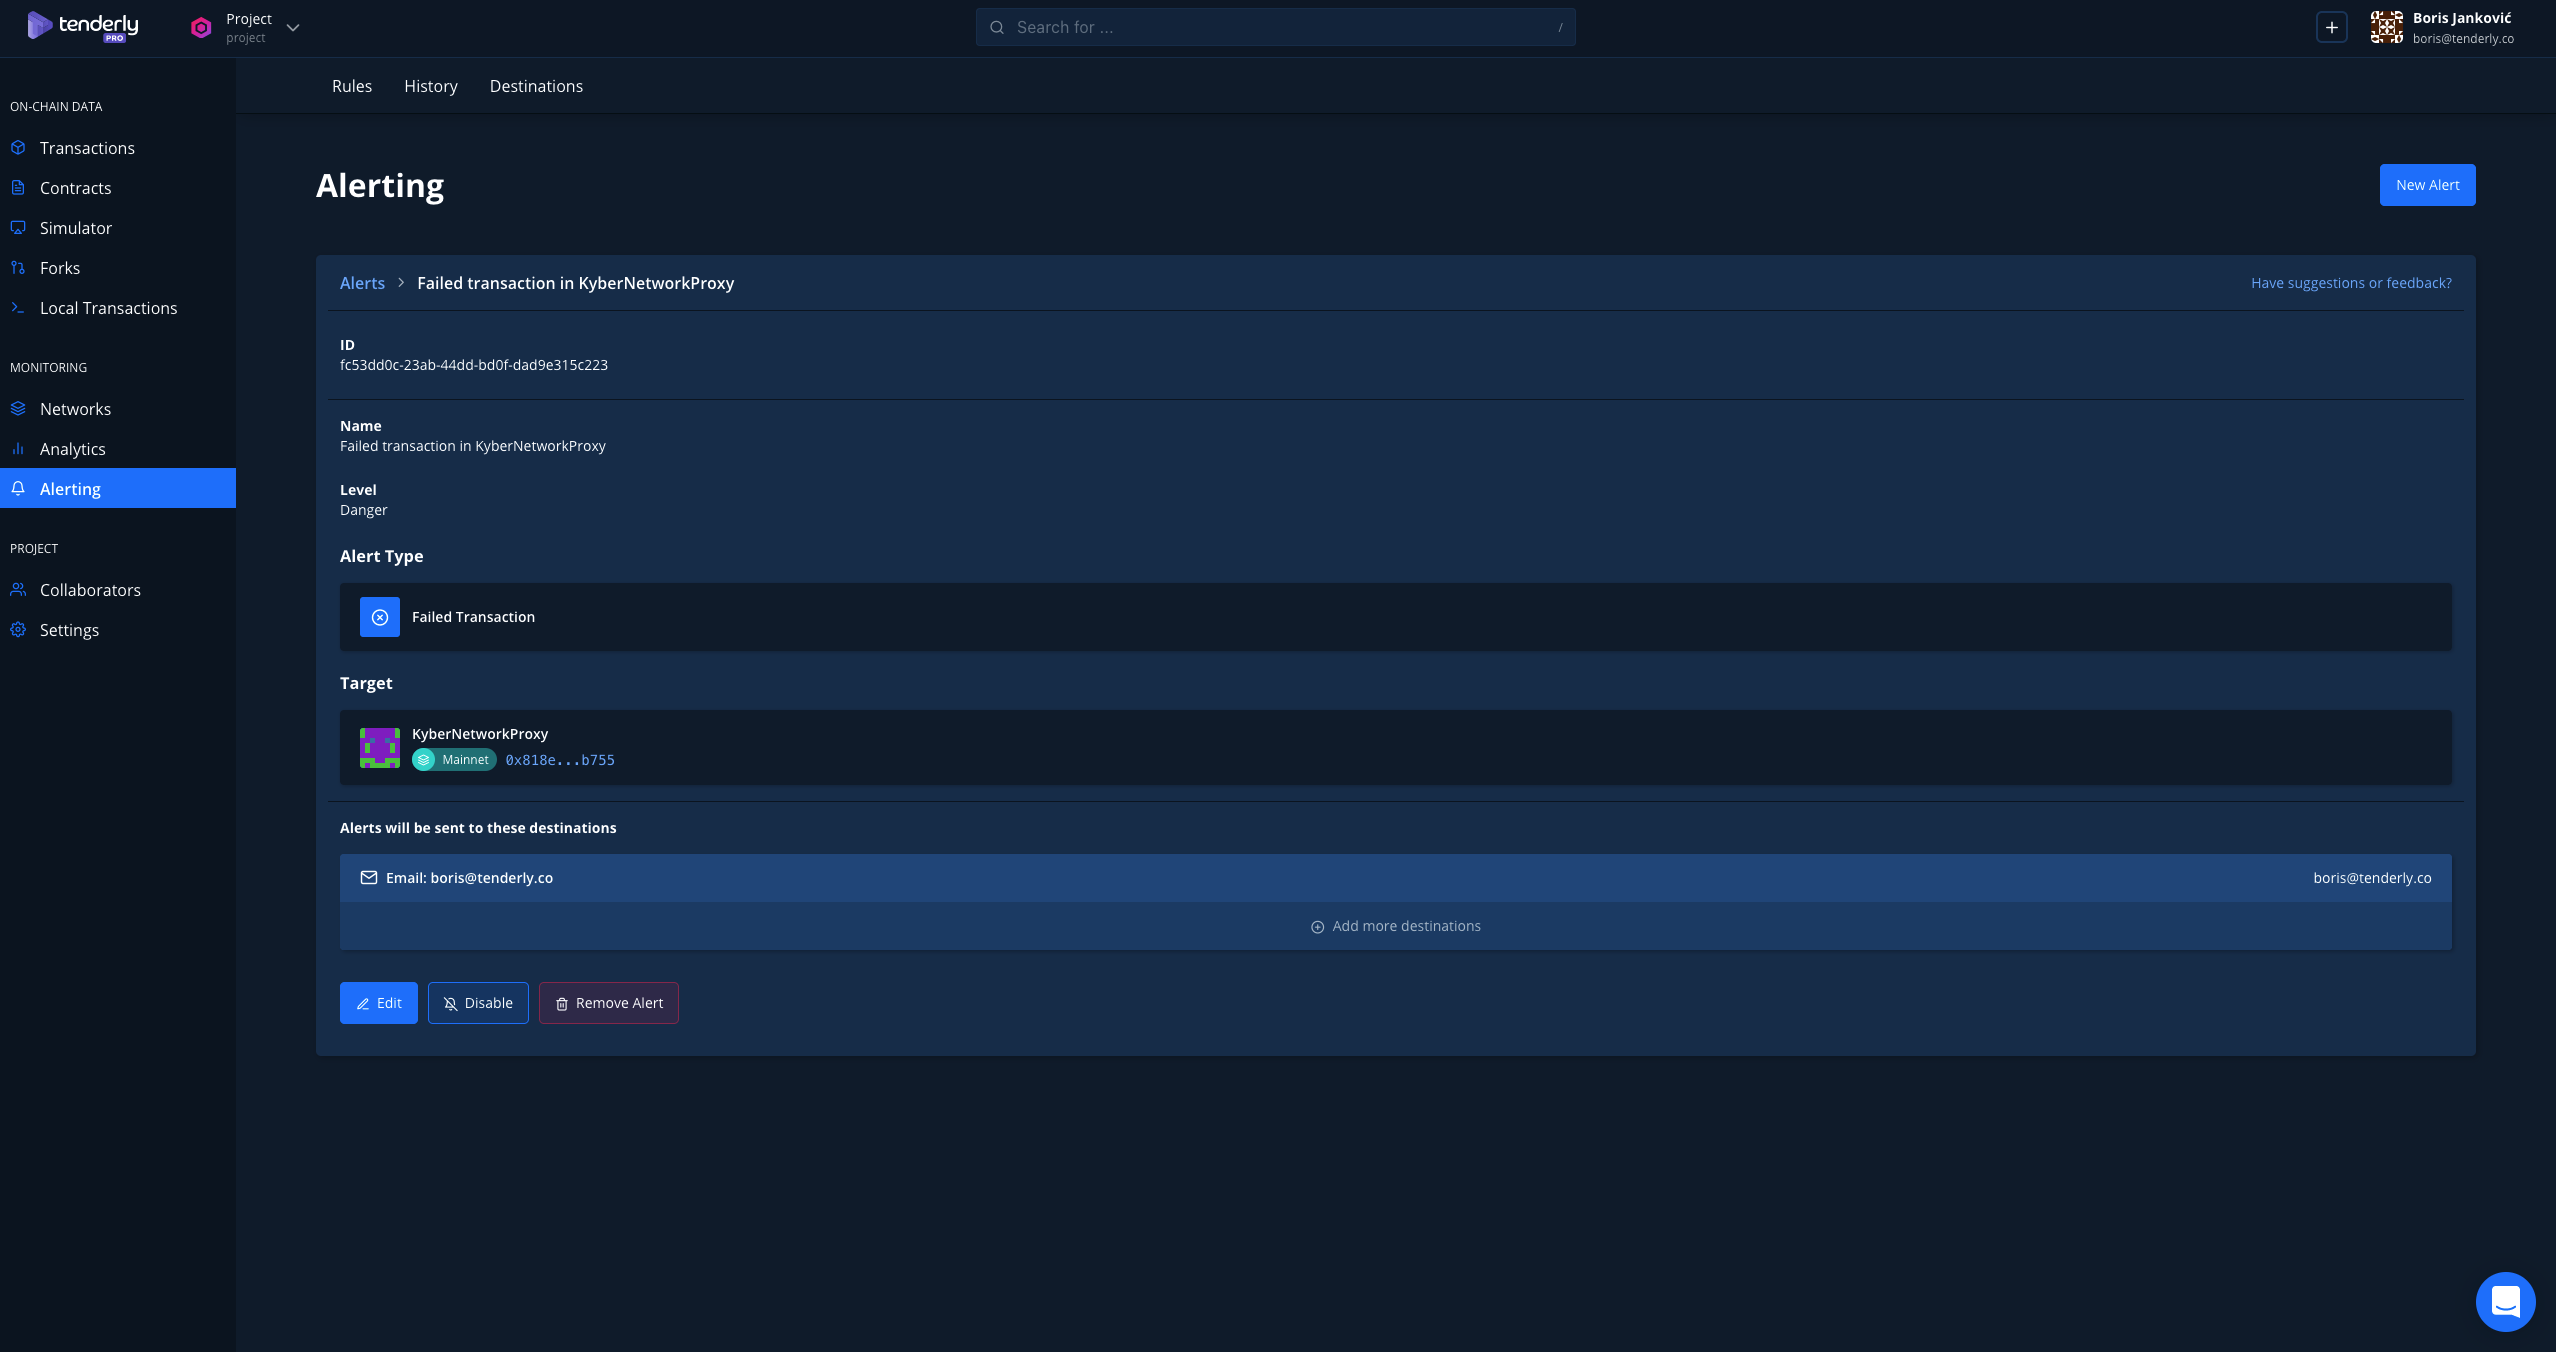 tenderly
PRO
Project
project
Search for ...
/
Boris Janković
boris@tenderly.co
Rules
History
Destinations
ON-CHAIN DATA
Transactions
Contracts
Simulator
Forks
Local Transactions
MONITORING
Networks
Analytics
Alerting
PROJECT
Collaborators
Settings
Alerting
New Alert
Alerts > Failed transaction in KyberNetworkProxy
Have suggestions or feedback?
ID
fc53dd0c-23ab-44dd-bd0f-dad9e315c223
Name
Failed transaction in KyberNetworkProxy
Level
Danger
Alert Type
Failed Transaction
Target
KyberNetworkProxy
Mainnet 0x818e...b755
Alerts will be sent to these destinations
Email: boris@tenderly.co
boris@tenderly.co
Add more destinations
Edit
Disable
Remove Alert